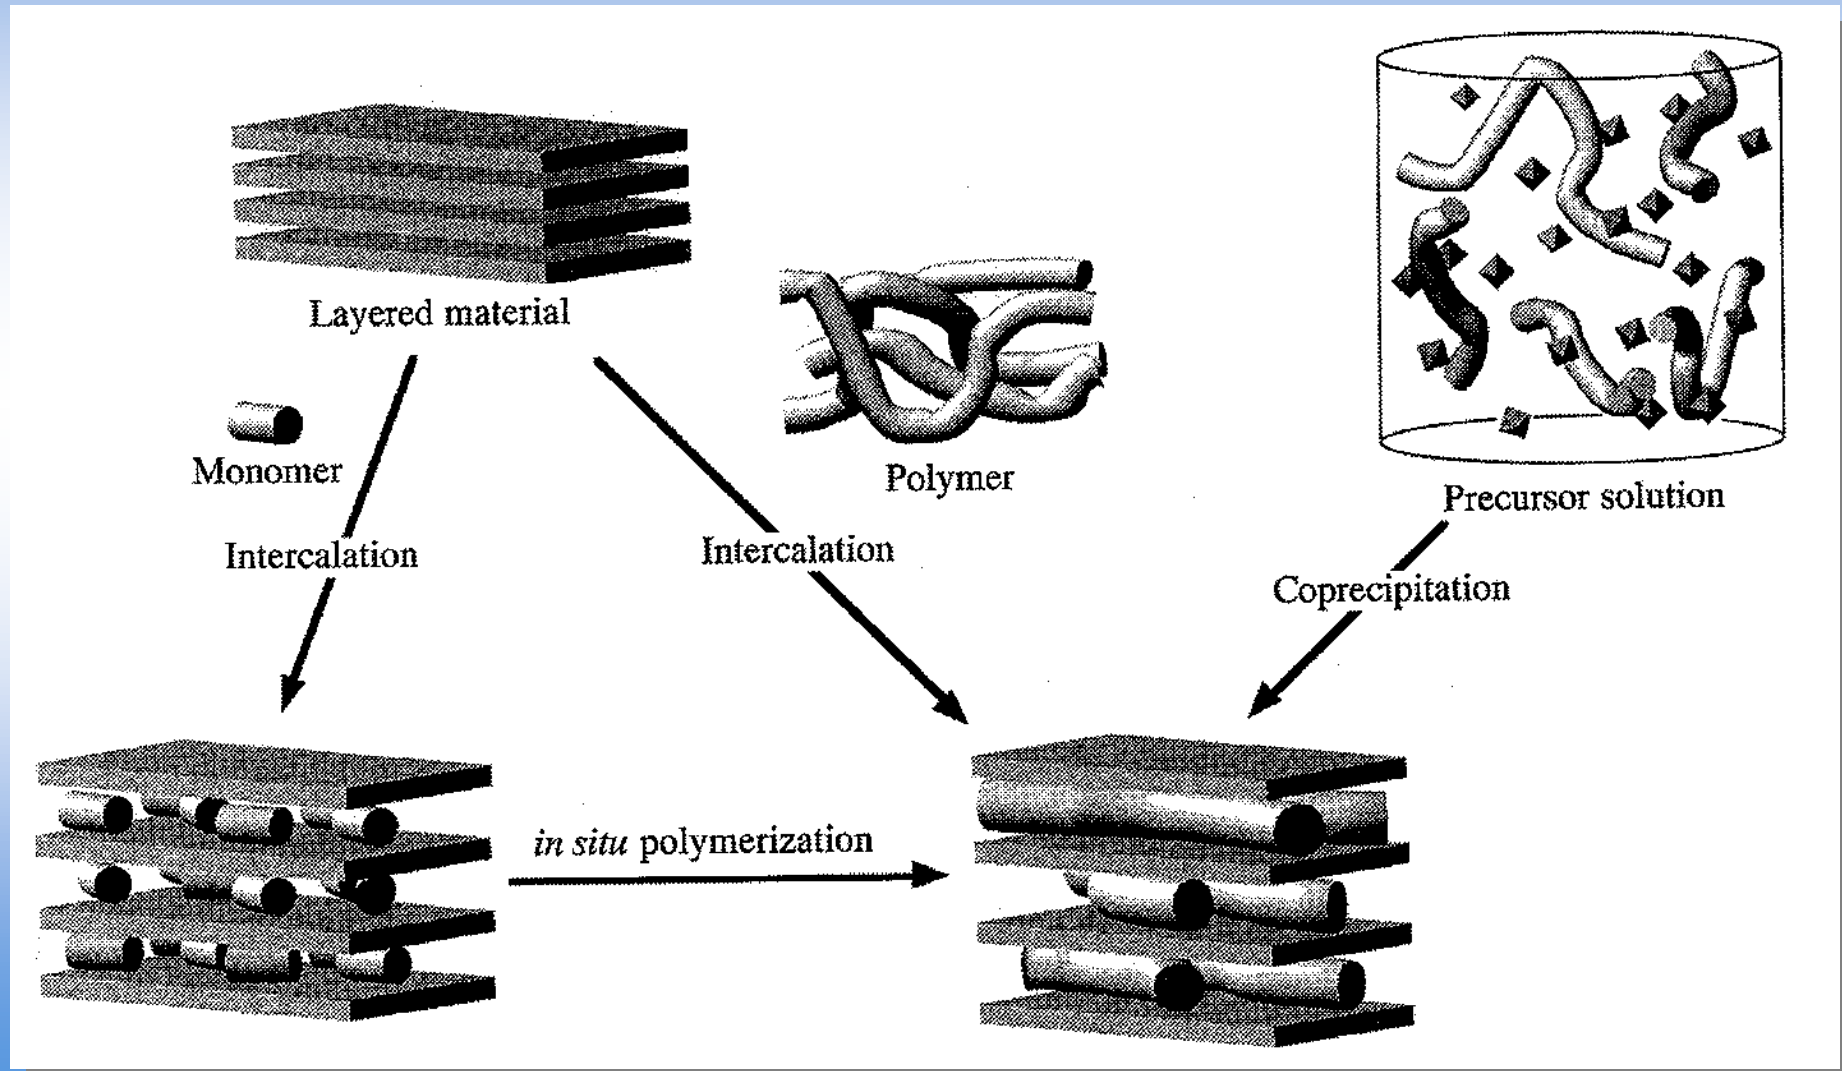 Layered material
Monomer
Polymer
Precursor solution
Intercalation
Intercalation
Coprecipitation
in situ polymerization